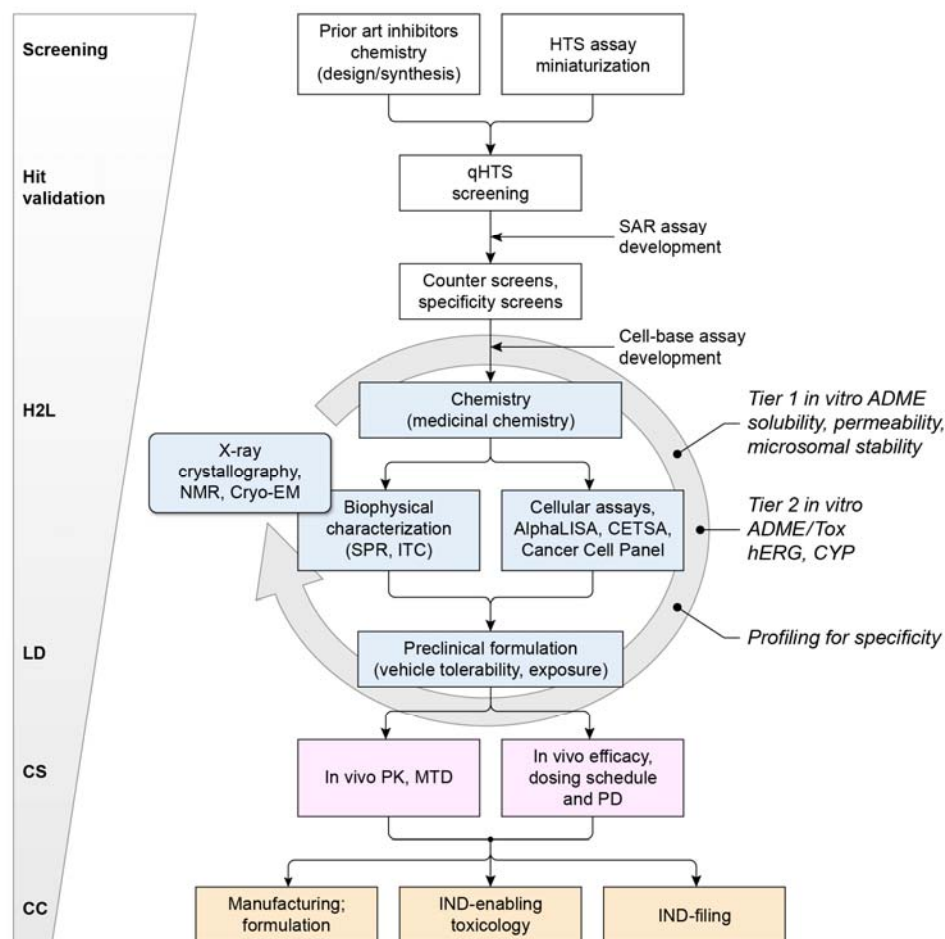 Screening
Prior art inhibitors
chemistry
(design/synthesis)
HTS assay
miniaturization
Hit
validation
qHTS
screening
SAR assay
development
Counter screens,
specificity screens
Cell-base assay
development
H2L
Chemistry
(medicinal chemistry)
Tier 1 in vitro ADME
solubility, permeability,
microsomal stability
X-ray
crystallography,
NMR, Cryo-EM
Biophysical
characterization
(SPR, ITC)
Cellular assays,
AlphaLISA, CETSA,
Cancer Cell Panel
Tier 2 in vitro
ADME/Tox
hERG, CYP
Profiling for specificity
LD
Preclinical formulation
(vehicle tolerability, exposure)
CS
In vivo PK, MTD
In vivo efficacy,
dosing schedule
and PD
CC
Manufacturing;
formulation
IND-enabling
toxicology
IND-filing